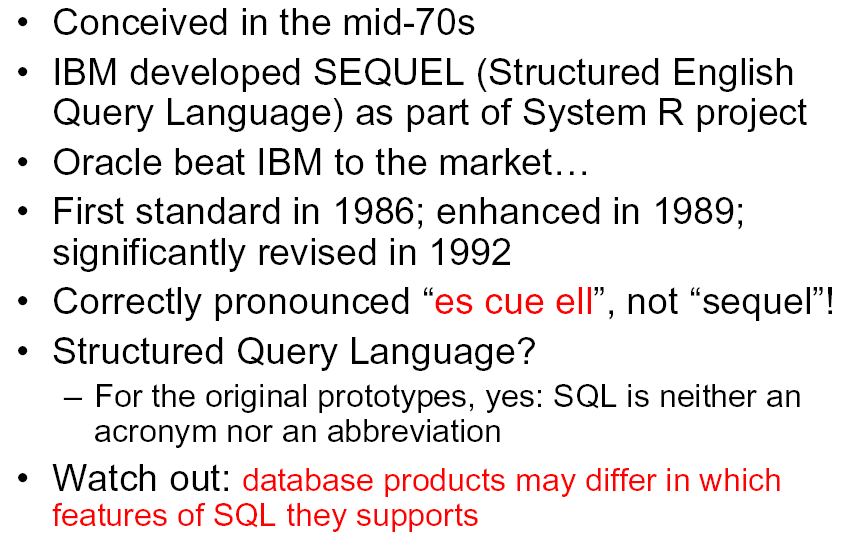 • Conceived in the mid-70s
• IBM developed SEQUEL (Structured English
Query Language) as part of System R project
• Oracle beat IBM to the market…
• First standard in 1986; enhanced in 1989;
significantly revised in 1992
• Correctly pronounced “es cue ell”, not “sequel”!
• Structured Query Language?
– For the original prototypes, yes: SQL is neither an
acronym nor an abbreviation
• Watch out: database products may differ in which
features of SQL they supports